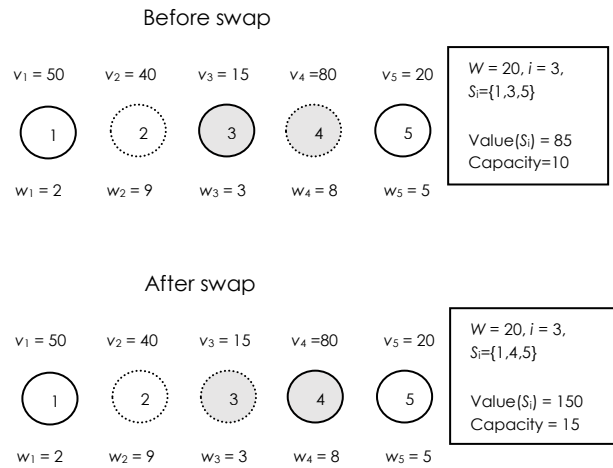 Before swap
v1 = 50 v2 = 40 v3 = 15 v4 =80 v5 = 20
1 2 3 4 5
w1 = 2 w2 = 9 w3 = 3 w4 = 8 w5 = 5
W = 20, i = 3,
Si={1,3,5}
Value(Si) = 85
Capacity=10
After swap
v1 = 50 v2 = 40 v3 = 15 v4 =80 v5 = 20
1 2 3 4 5
w1 = 2 w2 = 9 w3 = 3 w4 = 8 w5 = 5
W = 20, i = 3,
Si={1,4,5}
Value(Si) = 150
Capacity = 15